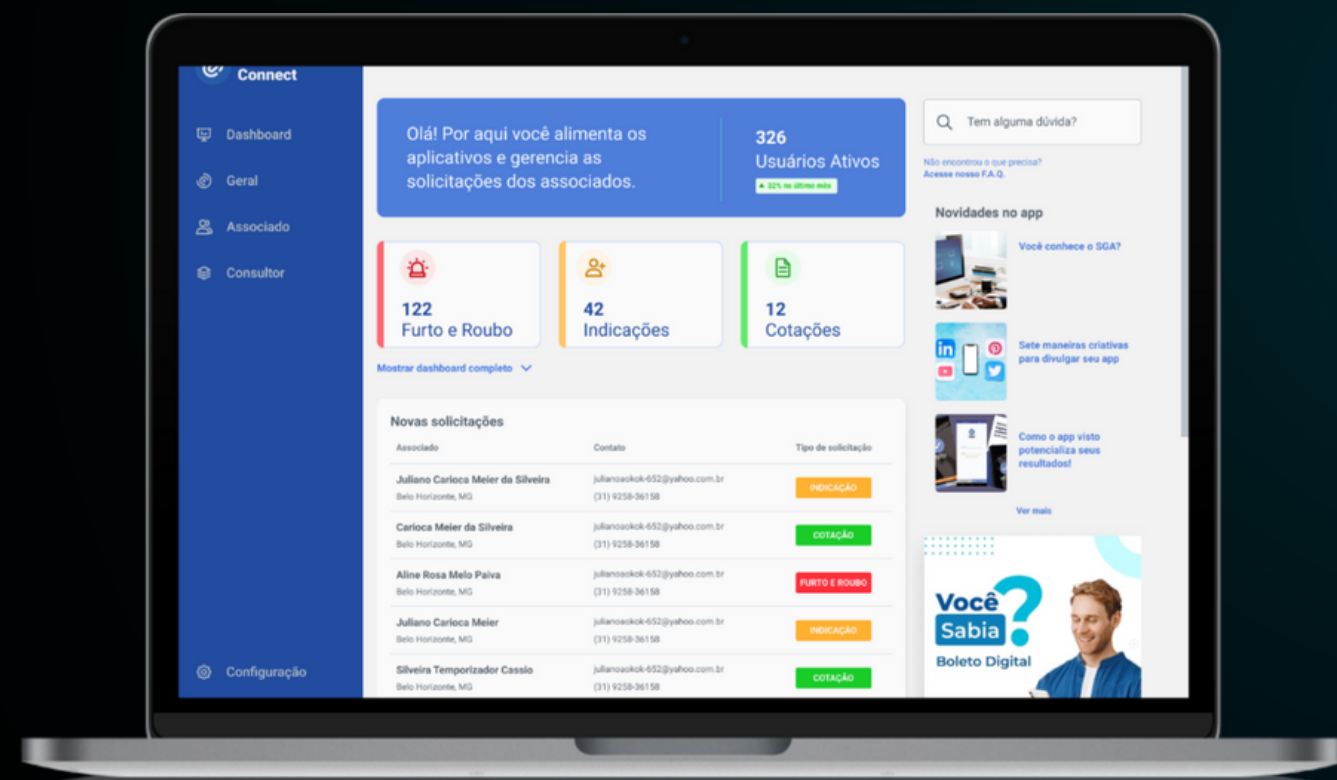 Connect
Dashboard
Geral
Associado
Consultor
Configuração
Olá! Por aqui você alimenta os
aplicativos e gerencia as
solicitações dos associados.
326
Usuários Ativos
▲ 32% no último mês
122
Furto e Roubo
42
Indicações
12
Cotações
Mostrar dashboard completo
Novas solicitações
Associado Contato Tipo de solicitação
Juliano Carioca Meier da Silveira julianoaokok-652@yahoo.com.br
Belo Horizonte, MG (31) 9258-36158 INDICAÇÃO
Carioca Meier da Silveira julianoaokok-652@yahoo.com.br
Belo Horizonte, MG (31) 9258-36158 COTAÇÃO
Aline Rosa Melo Paiva julianoaokok-652@yahoo.com.br
Belo Horizonte, MG (31) 9258-36158 FURTO E ROUBO
Juliano Carioca Meier julianoaokok-652@yahoo.com.br
Belo Horizonte, MG (31) 9258-36158 INDICAÇÃO
Silveira Temporizador Cassio julianoaokok-652@yahoo.com.br
Belo Horizonte, MG (31) 9258-36158 COTAÇÃO
Tem alguma dúvida?
Não encontrou o que precisa?
Acesse nosso F.A.Q.
Novidades no app
Você conhece o SGA?
in
Sete maneiras criativas
para divulgar seu app
Como o app visto
potencializa seus
resultados!
Ver mais
Você
Sabia
?
Boleto Digital